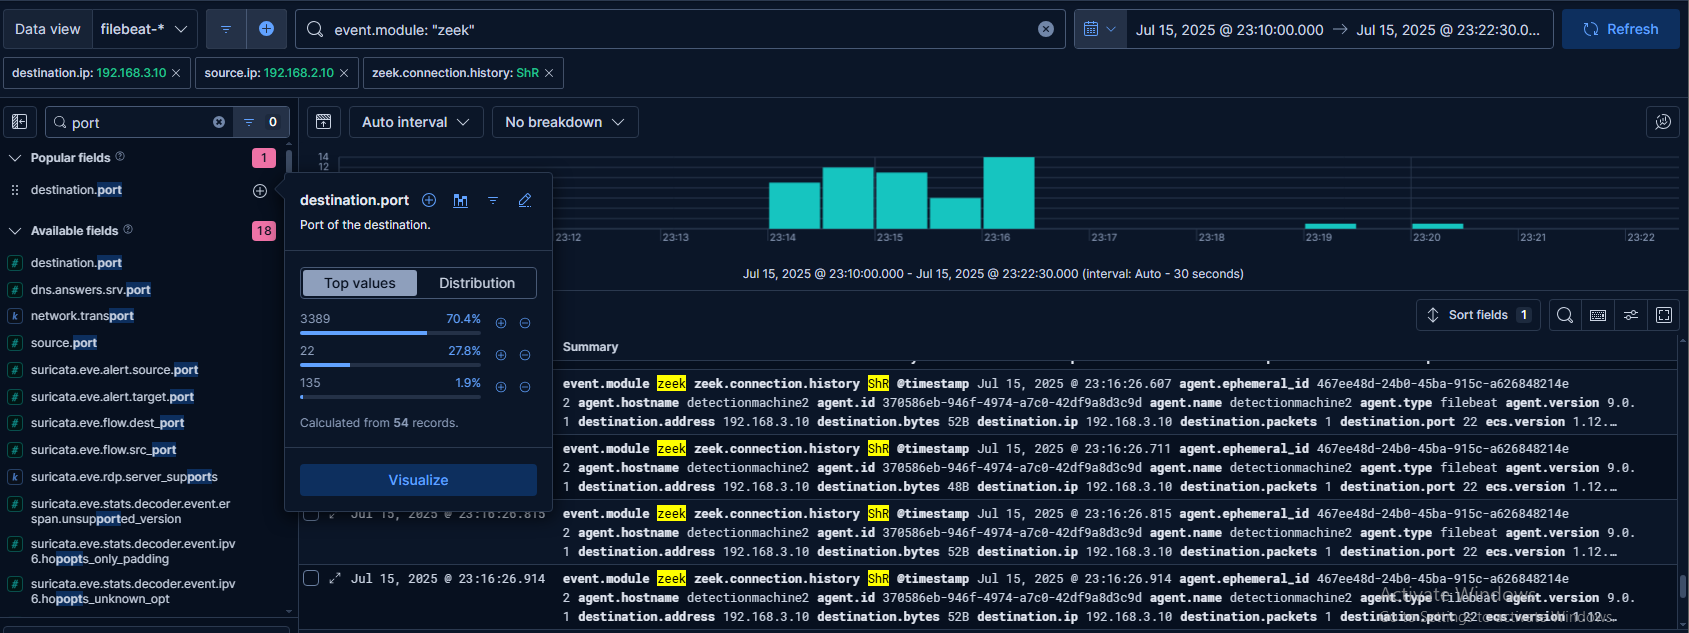 Data view filebeat-* event.module: "zeek" Jul 15, 2025 @ 23:10:00.000 → Jul 15, 2025 @ 23:22:30.0... Refresh
destination.ip: 192.168.3.10 × source.ip: 192.168.2.10 × zeek.connection.history: ShR ×
port 0 Auto interval No breakdown
Popular fields 1
destination.port
Available fields 18
destination.port
dns.answers.srv.port
network.transport
source.port
suricata.eve.alert.source.port
suricata.eve.alert.target.port
suricata.eve.flow.dest_port
suricata.eve.flow.src_port
suricata.eve.rdp.server_supports
suricata.eve.stats.decoder.event.er
span.unsupported_version
suricata.eve.stats.decoder.event.ipv
6.hopopts_only_padding
suricata.eve.stats.decoder.event.ipv
6.hopopts_unknown_opt
destination.port
Port of the destination.
Top values Distribution
3389 70.4%
22 27.8%
135 1.9%
Calculated from 54 records.
Visualize
14
12
23:12 23:13 23:14 23:15 23:16 23:17 23:18 23:19 23:20 23:21 23:22
Jul 15, 2025 @ 23:10:00.000 - Jul 15, 2025 @ 23:22:30.000 (interval: Auto - 30 seconds)
Sort fields 1
Summary
event.module zeek zeek.connection.history ShR @timestamp Jul 15, 2025 @ 23:16:26.607 agent.ephemeral_id 467ee48d-24b0-45ba-915c-a626848214e
2 agent.hostname detectionmachine2 agent.id 370586eb-946f-4974-a7c0-42df9a8d3c9d agent.name detectionmachine2 agent.type filebeat agent.version 9.0.
1 destination.address 192.168.3.10 destination.bytes 52B destination.ip 192.168.3.10 destination.packets 1 destination.port 22 ecs.version 1.12.…
event.module zeek zeek.connection.history ShR @timestamp Jul 15, 2025 @ 23:16:26.711 agent.ephemeral_id 467ee48d-24b0-45ba-915c-a626848214e
2 agent.hostname detectionmachine2 agent.id 370586eb-946f-4974-a7c0-42df9a8d3c9d agent.name detectionmachine2 agent.type filebeat agent.version 9.0.
1 destination.address 192.168.3.10 destination.bytes 48B destination.ip 192.168.3.10 destination.packets 1 destination.port 22 ecs.version 1.12.…
Jul 15, 2025 @ 23:16:26.815 event.module zeek zeek.connection.history ShR @timestamp Jul 15, 2025 @ 23:16:26.815 agent.ephemeral_id 467ee48d-24b0-45ba-915c-a626848214e
2 agent.hostname detectionmachine2 agent.id 370586eb-946f-4974-a7c0-42df9a8d3c9d agent.name detectionmachine2 agent.type filebeat agent.version 9.0.
1 destination.address 192.168.3.10 destination.bytes 52B destination.ip 192.168.3.10 destination.packets 1 destination.port 22 ecs.version 1.12.…
Jul 15, 2025 @ 23:16:26.914 event.module zeek zeek.connection.history ShR @timestamp Jul 15, 2025 @ 23:16:26.914 agent.ephemeral_id 467ee48d-24b0-45ba-915c-a626848214e
2 agent.hostname detectionmachine2 agent.id 370586eb-946f-4974-a7c0-42df9a8d3c9d agent.name detectionmachine2 agent.type filebeat agent.version 9.0.
1 destination.address 192.168.3.10 destination.bytes 52B destination.ip 192.168.3.10 destination.packets 1 destination.port 22 ecs.version 1.12.…
Activate Windows
Go to Settings to activate Windows.